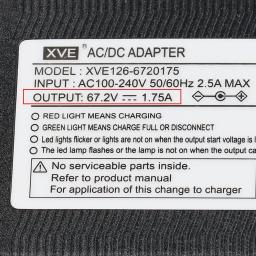 XVE AC/DC ADAPTER
MODEL : XVE126-6720175
INPUT : AC100-240V 50/60Hz 2.5A MAX
OUTPUT: 67.2V ⎓ 1.75A
RED LIGHT MEANS CHARGING
GREEN LIGHT MEANS CHARGE FULL OR DISCONNECT
Led lights flicker or lights are not on when the output start voltage is l
The led lamp flashes or the lamp is not on when the output ca
No serviceable parts inside.
Refer to product manual
For application of this change to charger